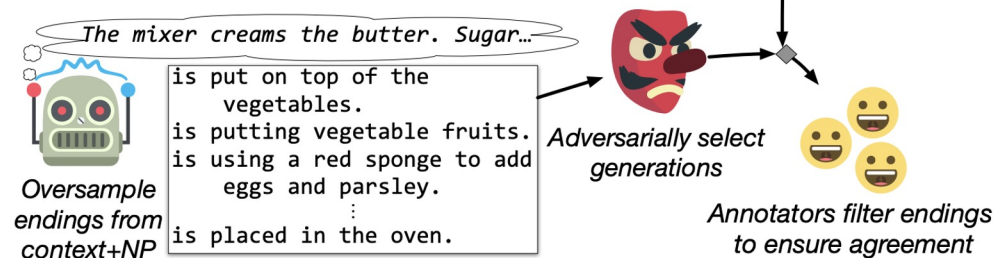 The mixer creams the butter. Sugar…
is put on top of the
vegetables.
is putting vegetable fruits.
is using a red sponge to add
eggs and parsley.
⋮
is placed in the oven.
Oversample
endings from
context+NP
Adversarially select
generations
Annotators filter endings
to ensure agreement